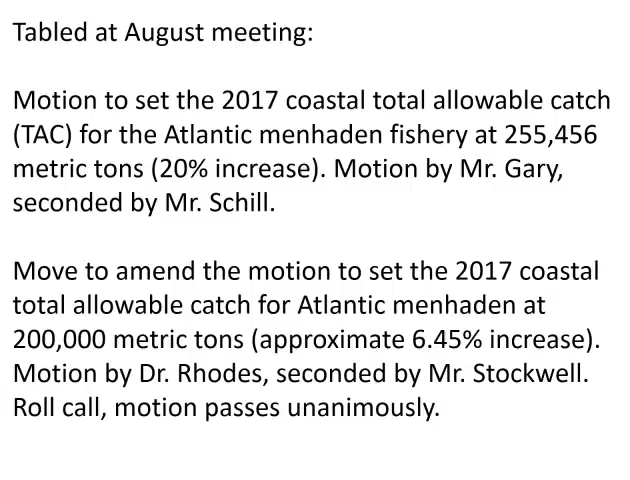 Tabled at August meeting:
Motion to set the 2017 coastal total allowable catch
(TAC) for the Atlantic menhaden fishery at 255,456
metric tons (20% increase). Motion by Mr. Gary,
seconded by Mr. Schill.
Move to amend the motion to set the 2017 coastal
total allowable catch for Atlantic menhaden at
200,000 metric tons (approximate 6.45% increase).
Motion by Dr. Rhodes, seconded by Mr. Stockwell.
Roll call, motion passes unanimously.